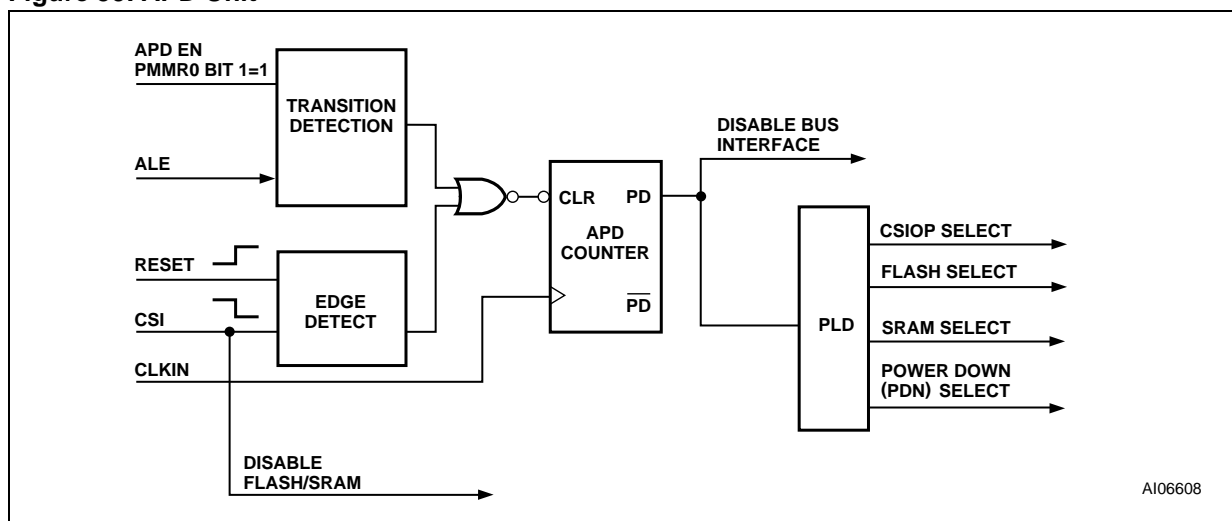 APD EN
PMMR0 BIT 1=1
TRANSITION
DETECTION
DISABLE BUS
INTERFACE
ALE
CLR PD
APD
COUNTER
PD
CSIOP SELECT
RESET
FLASH SELECT
EDGE
DETECT
CSI
PLD
SRAM SELECT
CLKIN
POWER DOWN
(PDN) SELECT
DISABLE
FLASH/SRAM
AI06608